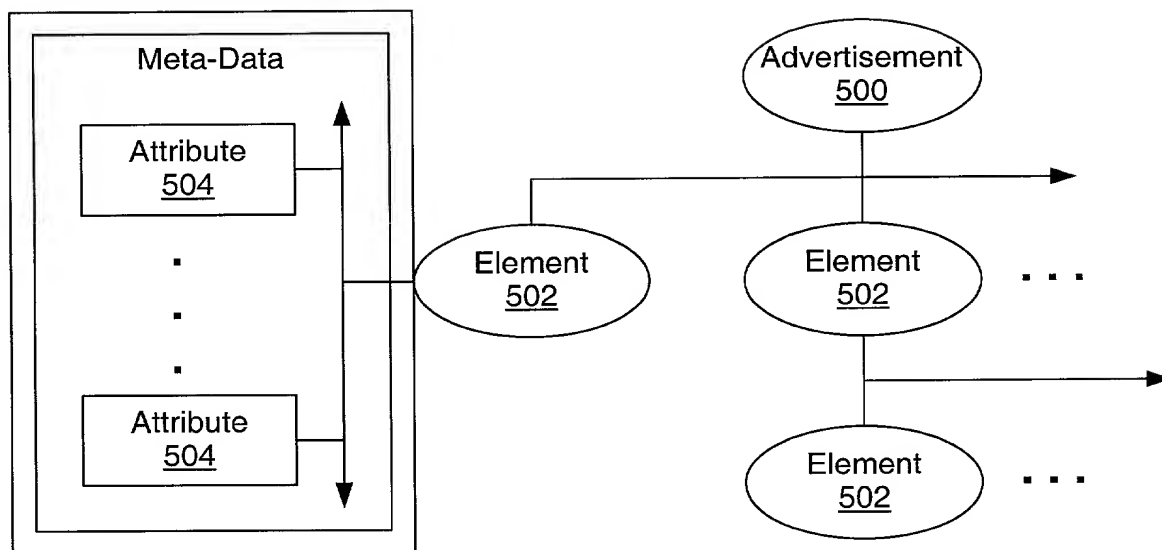 Meta-Data
Attribute
504
Attribute
504
Advertisement
500
Element
502
Element
502
Element
502